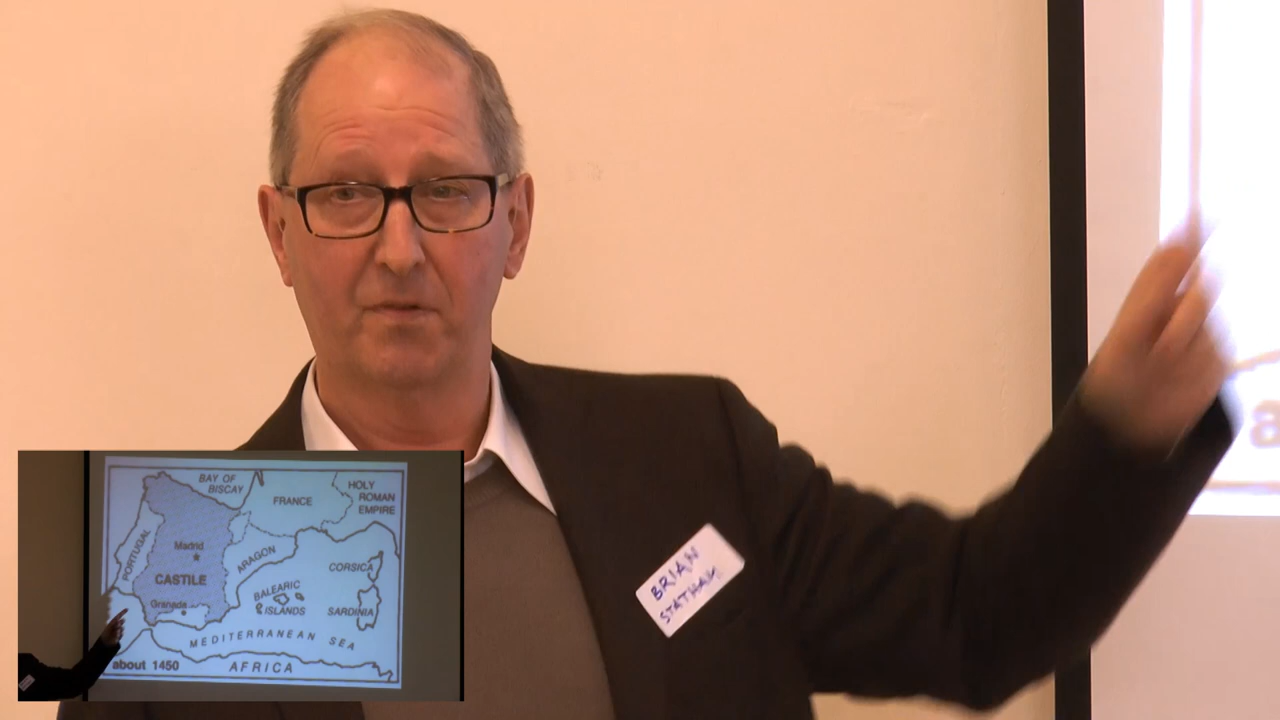 BRIAN
STATHAM
a
BAY OF
BISCAY
FRANCE
HOLY
ROMAN
EMPIRE
PORTUGAL
Madrid
CASTILE
Granada
ARAGON
CORSICA
BALEARIC
ISLANDS
SARDINIA
MEDITERRANEAN SEA
about 1450
AFRICA